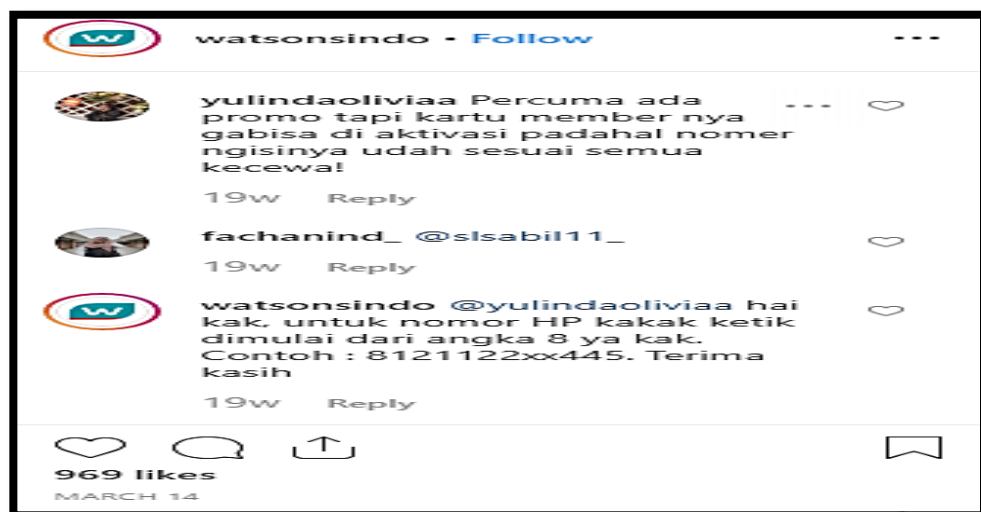 watsonsindo • Follow
yulindaoliviaa Percuma ada
promo tapi kartu member nya
gabisa di aktivasi padahal nomer
ngisinya udah sesuai semua
kecewa!
19w Reply
fachanind_ @slsabil11_
19w Reply
watsonsindo @yulindaoliviaa hai
kak, untuk nomor HP kakak ketik
dimulai dari angka 8 ya kak.
Contoh : 8121122xx445. Terima
kasih
19w Reply
969 likes
MARCH 14